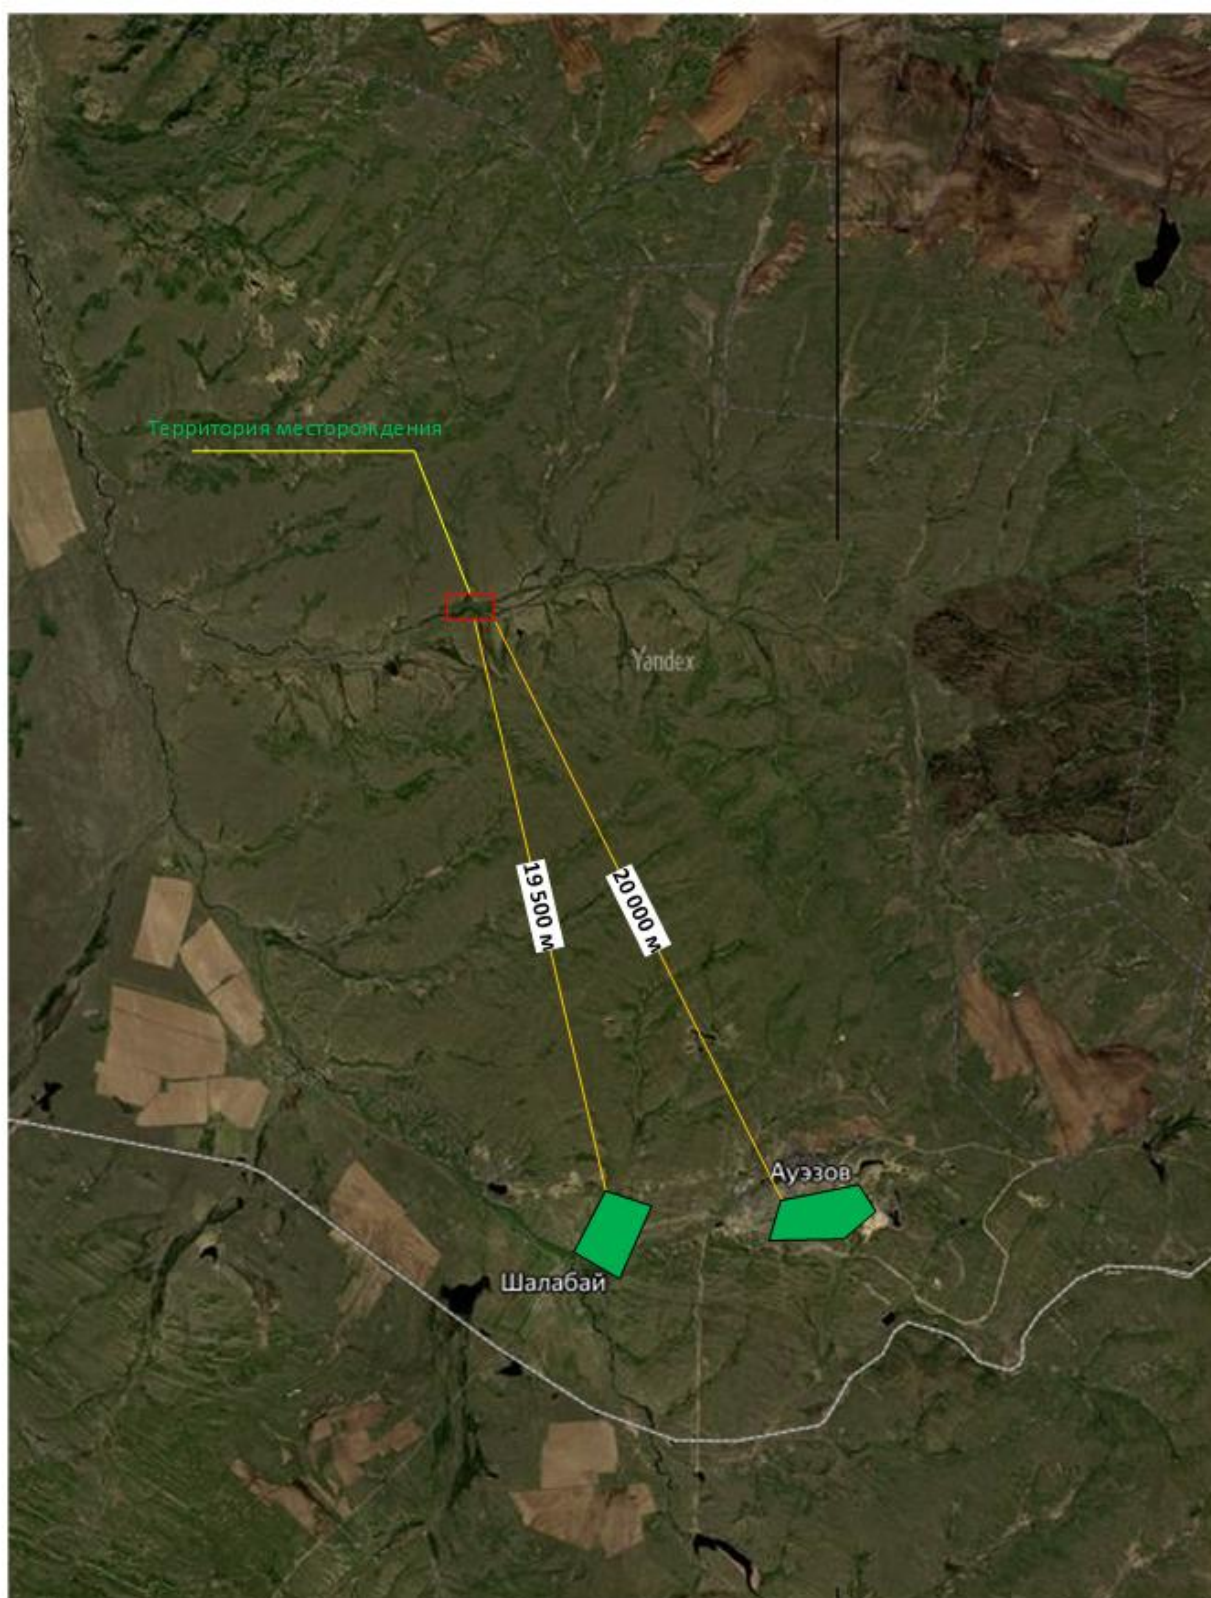 Территория месторождения
Yandex
19 500 м
20 000 м
Ауэзов
Шалабай